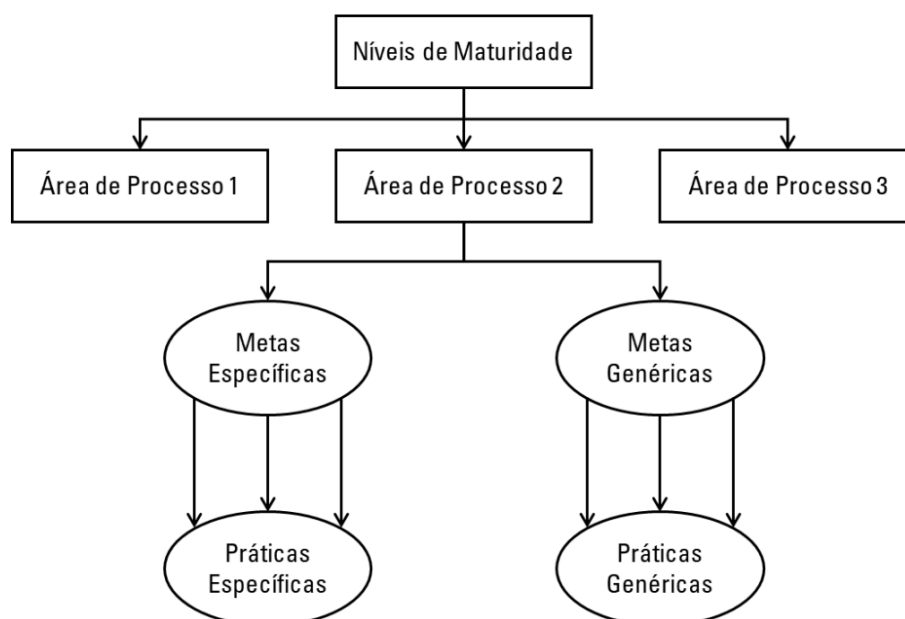 Níveis de Maturidade
Área de Processo 1
Área de Processo 2
Área de Processo 3
Metas
Específicas
Metas
Genéricas
Práticas
Específicas
Práticas
Genéricas